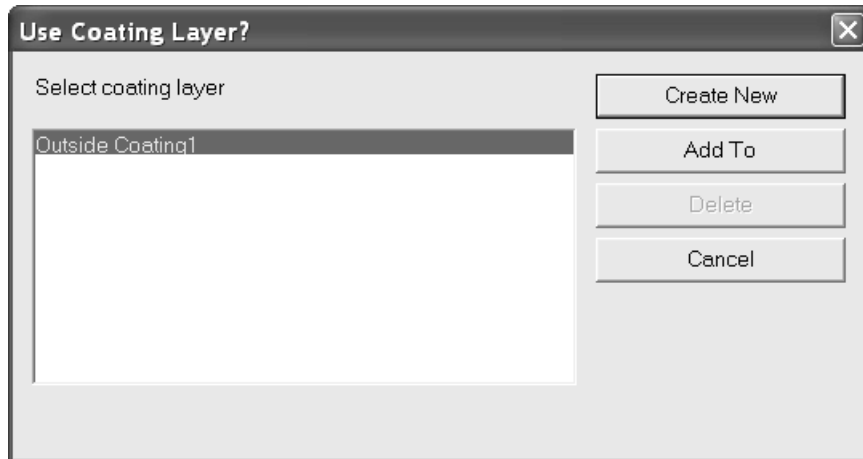 Use Coating Layer?
Select coating layer
Outside Coating1
Create New
Add To
Delete
Cancel